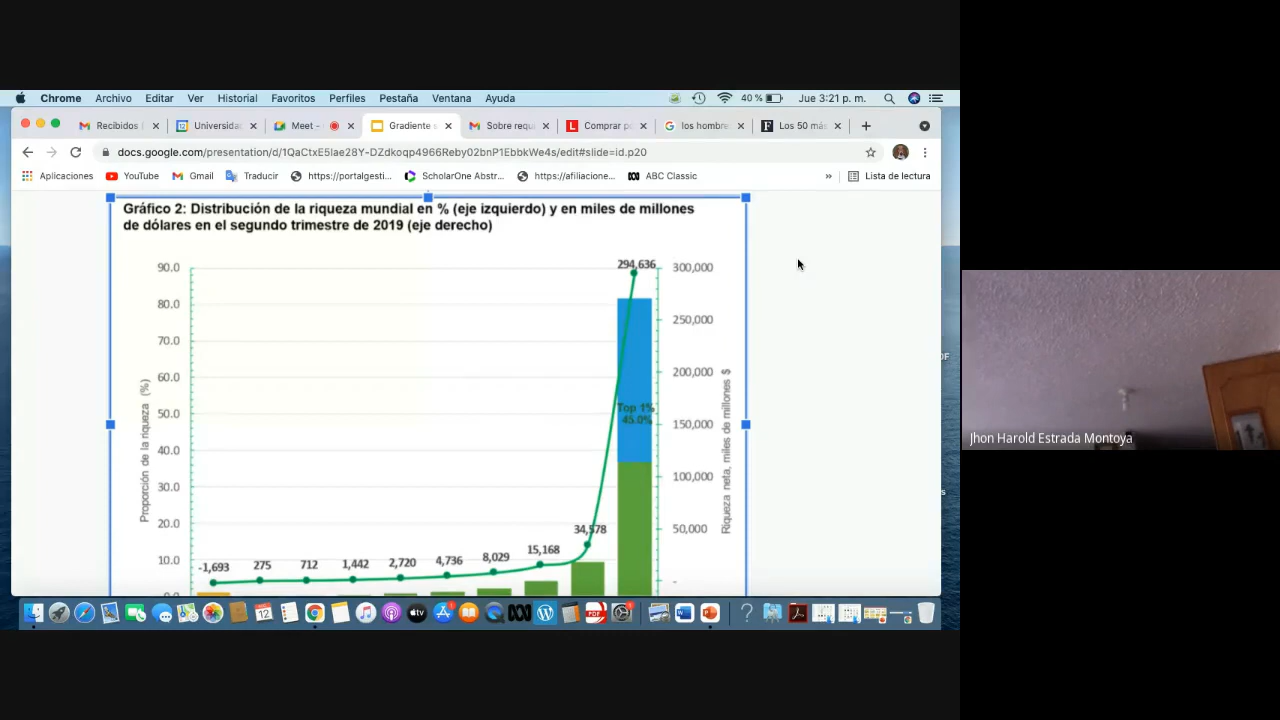 Chrome Archivo Editar Ver Historial Favoritos Perfiles Pestaña Ventana Ayuda 40 % Jue 3:21 p. m.
Recibidos Universida Meet - Gradiente s Sobre requ Comprar po los hombre Los 50 má
docs.google.com/presentation/d/1QaCtxE5lae28Y-DZdkoqp4966Reby02bnP1EbbkWe4s/edit#slide=id.p20
Aplicaciones YouTube Gmail Traducir https://portalgesti... ScholarOne Abstr... https://afiliacione... ABC Classic » Lista de lectura
Gráfico 2: Distribución de la riqueza mundial en % (eje izquierdo) y en miles de millones
de dólares en el segundo trimestre de 2019 (eje derecho)
Proporción de la riqueza (%)
90.0
80.0
70.0
60.0
50.0
40.0
30.0
20.0
10.0
0.0
-1,693 275 712 1,442 2,720 4,736 8,029 15,168 34,578 294,636
Top 1%
45.0%
300,000
250,000
200,000
150,000
100,000
50,000
-
Riqueza neta, miles de millones $
Jhon Harold Estrada Montoya